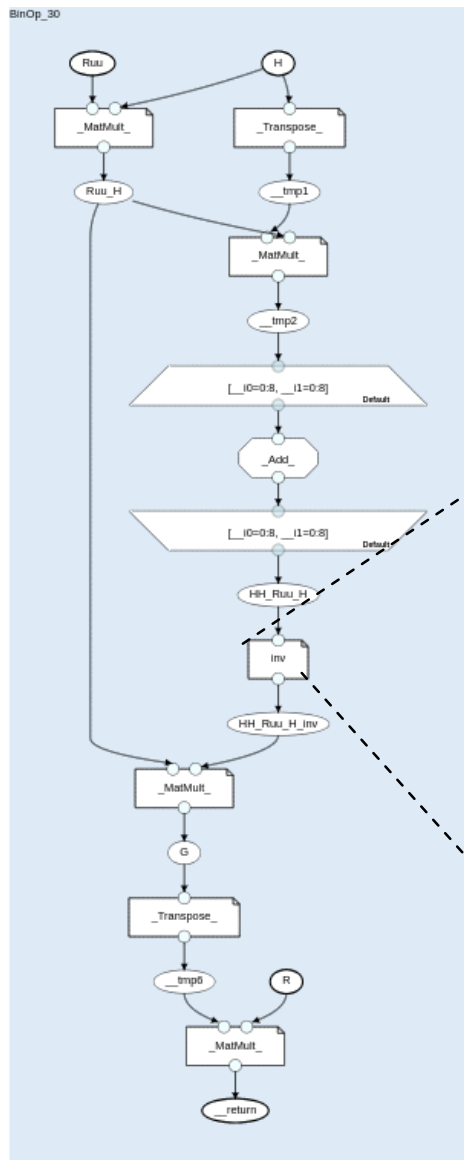 BinOp_30
Ruu
H
_MatMult_
_Transpose_
Ruu_H
__tmp1
_MatMult_
__tmp2
[__i0=0:8, __i1=0:8]
Default
_Add_
[__i0=0:8, __i1=0:8]
Default
HH_Ruu_H
inv
HH_Ruu_H_inv
_MatMult_
G
_Transpose_
__tmp6
R
_MatMult_
__return